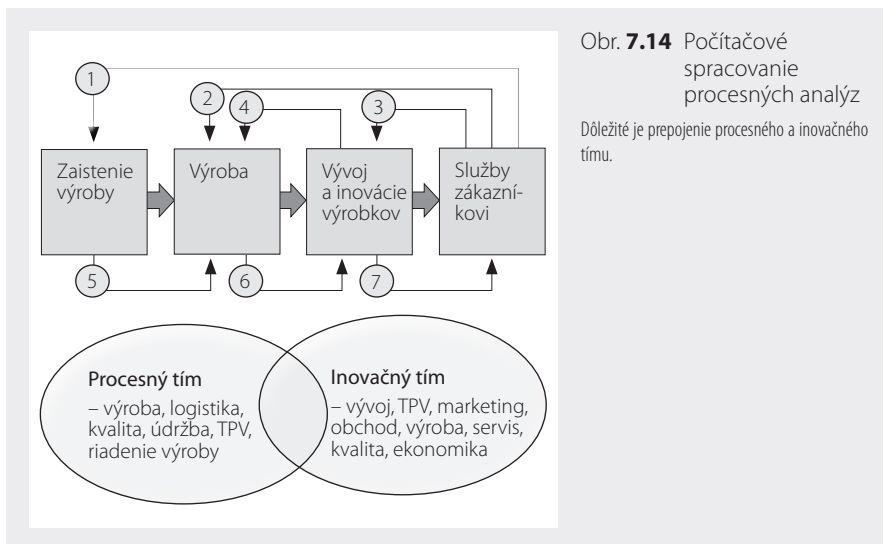 Obr. 7.14 Počítačové
spracovanie
procesných analýz
Dôležité je prepojenie procesného a inovačného
tímu.
1
2
4
3
Zaistenie
výroby
Výroba
Vývoj
a inovácie
výrobkov
Služby
zákazní-
kovi
5
6
7
Procesný tím
– výroba, logistika,
kvalita, údržba, TPV,
riadenie výroby
Inovačný tím
– vývoj, TPV, marketing,
obchod, výroba, servis,
kvalita, ekonomika